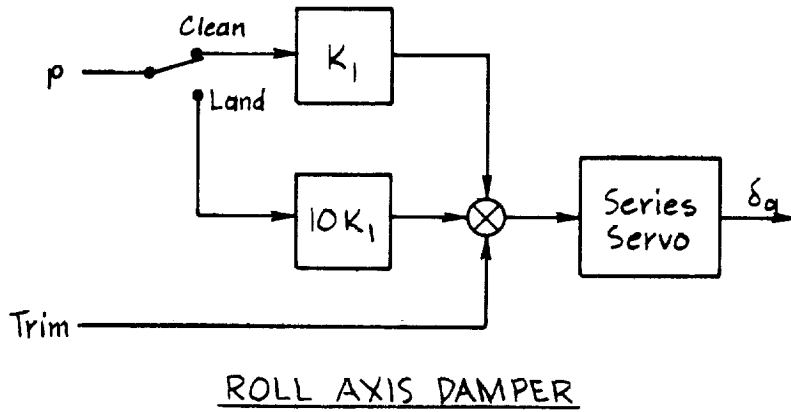 Clean
p
K₁
Land
10K₁
Series
Servo
δₐ
Trim
ROLL AXIS DAMPER